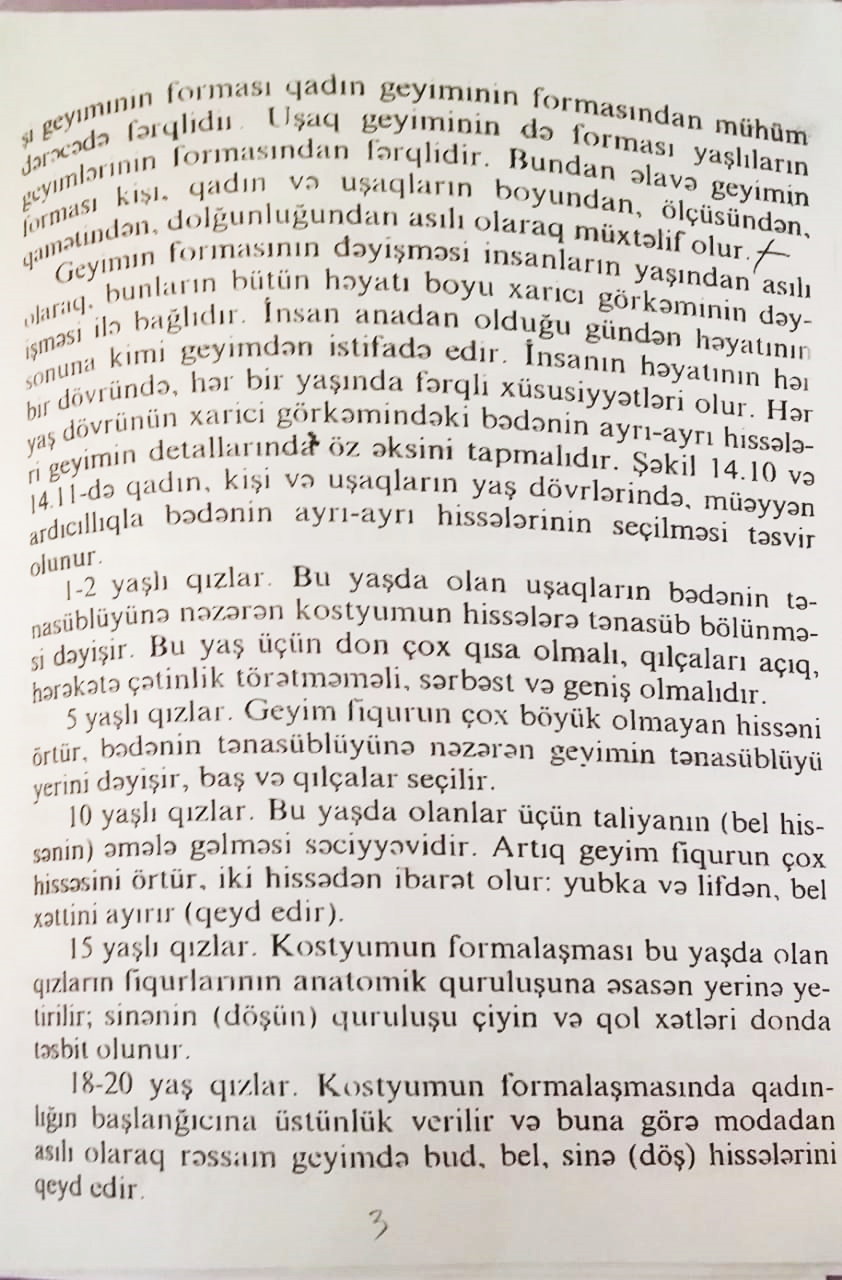 şı geyiminin forması qadın geyiminin formasından mühüm
dərəcədə fərqlidir. Uşaq geyiminin də forması yaşlıların
geyimlərinin formasından fərqlidir. Bundan əlavə geyimin
forması kişi, qadın və uşaqların boyundan, ölçüsündən,
qamətindən, dolğunluğundan asılı olaraq müxtəlif olur.
Geyimin formasının dəyişməsi insanların yaşından asılı
olaraq, bunların bütün həyatı boyu xarici görkəminin dəy-
işməsi ilə bağlıdır. İnsan anadan olduğu gündən həyatının
sonuna kimi geyimdən istifadə edir. İnsanın həyatının hər
bir dövründə, hər bir yaşında fərqli xüsusiyyətləri olur. Hər
yaş dövrünün xarici görkəmindəki bədənin ayrı-ayrı hissələ-
ri geyimin detallarında öz əksini tapmalıdır. Şəkil 14.10 və
14.11-də qadın, kişi və uşaqların yaş dövrlərində, müəyyən
ardıcıllıqla bədənin ayrı-ayrı hissələrinin seçilməsi təsvir
olunur.
1-2 yaşlı qızlar. Bu yaşda olan uşaqların bədənin tə-
nasüblüyünə nəzərən kostyumun hissələrə tənasüb bölünmə-
si dəyişir. Bu yaş üçün don çox qısa olmalı, qılçaları açıq,
hərəkətə çətinlik törətməməli, sərbəst və geniş olmalıdır.
5 yaşlı qızlar. Geyim fiqurun çox böyük olmayan hissəni
örtür, bədənin tənasüblüyünə nəzərən geyimin tənasüblüyü
yerini dəyişir, baş və qılçalar seçilir.
10 yaşlı qızlar. Bu yaşda olanlar üçün taliyanın (bel his-
sənin) əmələ gəlməsi səciyyəvidir. Artıq geyim fiqurun çox
hissəsini örtür, iki hissədən ibarət olur: yubka və lifdən, bel
xəttini ayırır (qeyd edir).
15 yaşlı qızlar. Kostyumun formalaşması bu yaşda olan
qızların fiqurlarının anatomik quruluşuna əsasən yerinə ye-
tirilir; sinənin (döşün) quruluşu çiyin və qol xətləri donda
təsbit olunur.
18-20 yaş qızlar. Kostyumun formalaşmasında qadın-
lığın başlanğıcına üstünlük verilir və buna görə modadan
asılı olaraq rəssam geyimdə bud, bel, sinə (döş) hissələrini
qeyd edir.
3